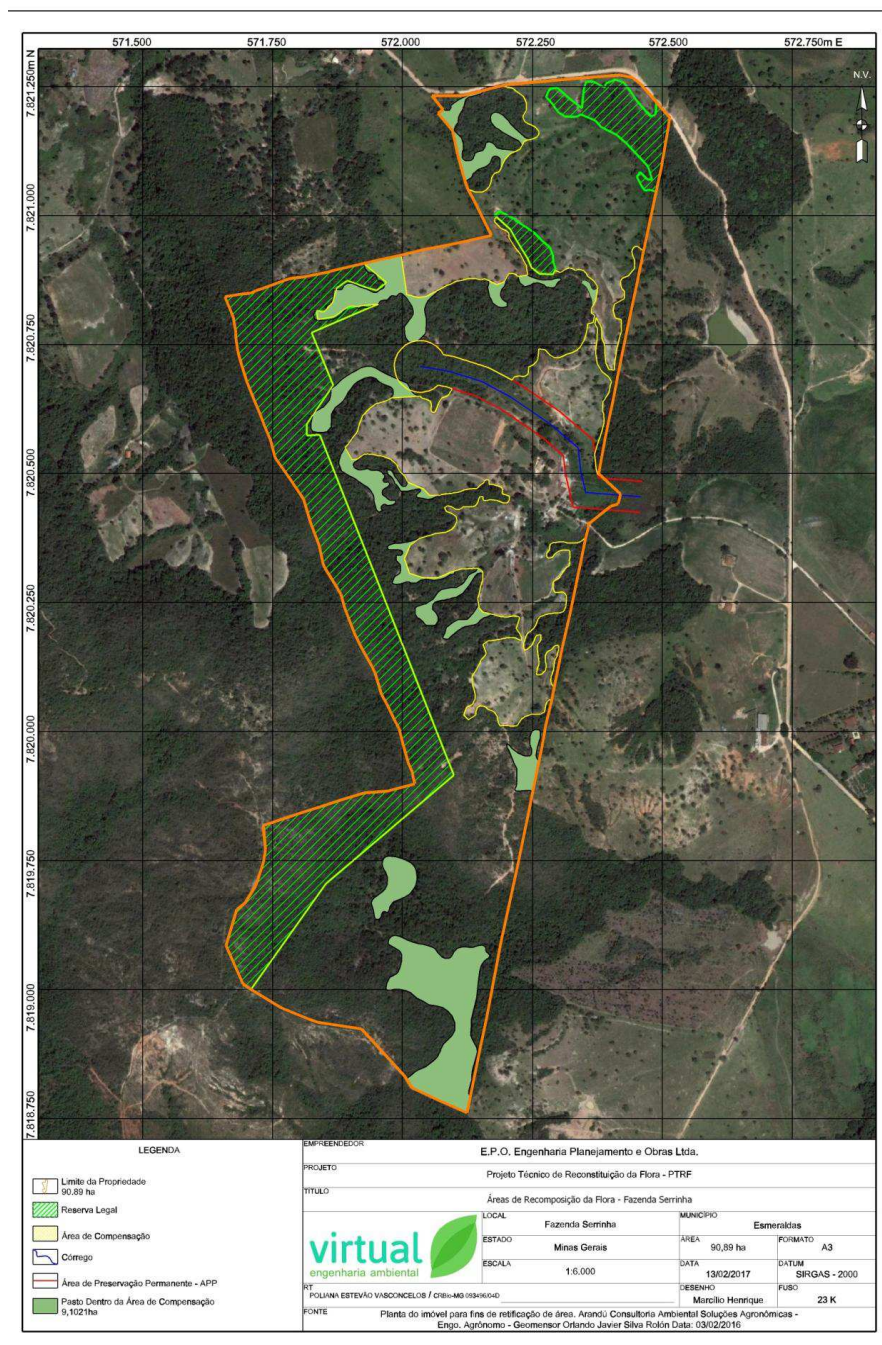 571.500 571.750 572.000 572.250 572.500 572.750m E
7.821.250m N
N.V.
7.821.000
7.820.750
7.820.500
7.820.250
7.820.000
7.819.750
7.819.000
7.818.750
LEGENDA
Limite da Propriedade
90,89 ha
Reserva Legal
Área de Compensação
Córrego
Área de Preservação Permanente - APP
Pasto Dentro da Área de Compensação
9,1021ha
EMPREENDEDOR
E.P.O. Engenharia Planejamento e Obras Ltda.
PROJETO
Projeto Técnico de Reconstituição da Flora - PTRF
TÍTULO
Áreas de Recomposição da Flora - Fazenda Serrinha
virtual
engenharia ambiental
LOCAL
Fazenda Serrinha
MUNICÍPIO
Esmeraldas
ESTADO
Minas Gerais
ÁREA
90,89 ha
FORMATO
A3
ESCALA
1:6.000
DATA
13/02/2017
DATUM
SIRGAS - 2000
RT
POLIANA ESTEVÃO VASCONCELOS / CRBio-MG 093496/04D
DESENHO
Marcílio Henrique
FUSO
23 K
FONTE
Planta do imóvel para fins de retificação de área. Arandú Consultoria Ambiental Soluções Agronômicas -
Engo. Agrônomo - Geomensor Orlando Javier Silva Rolón Data: 03/02/2016